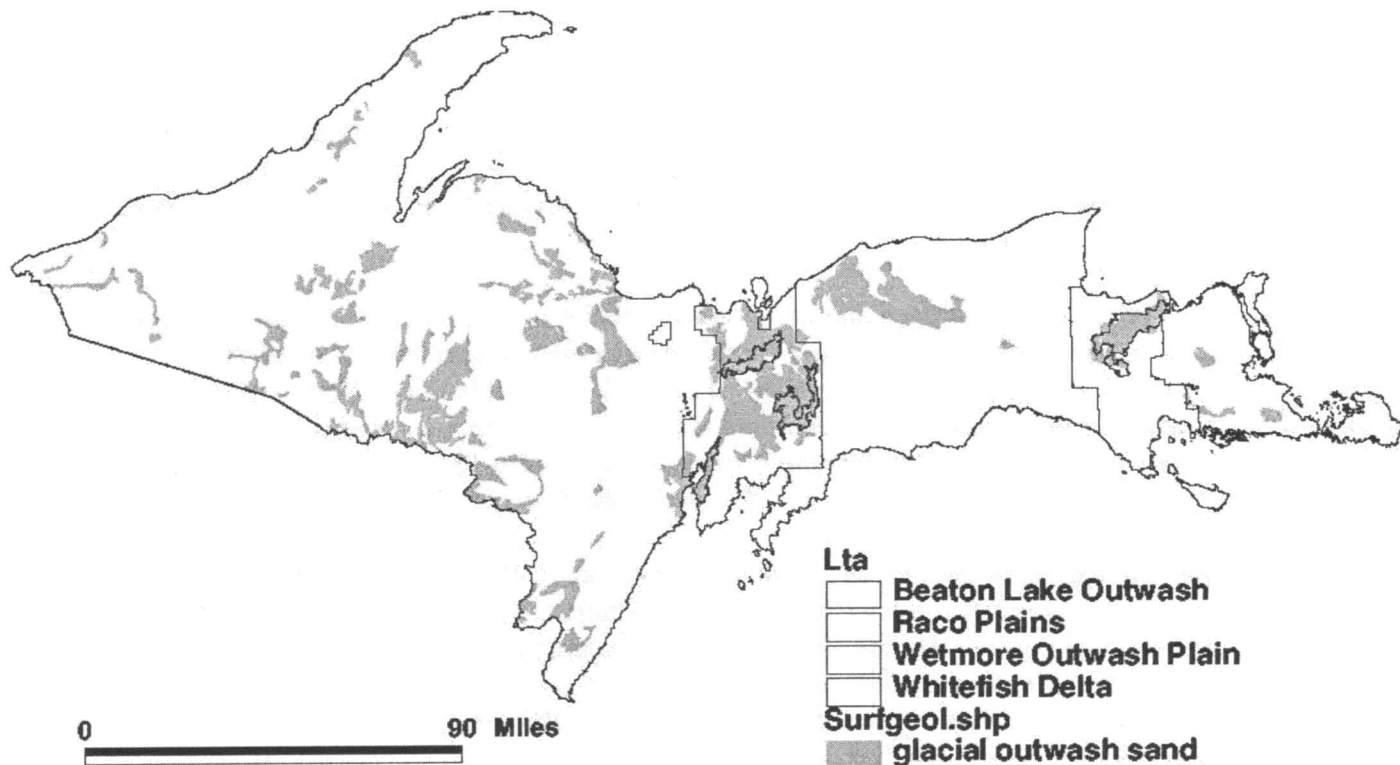 Lta
Beaton Lake Outwash
Raco Plains
Wetmore Outwash Plain
Whitefish Delta
Surfgeol.shp
glacial outwash sand
0 90 Miles